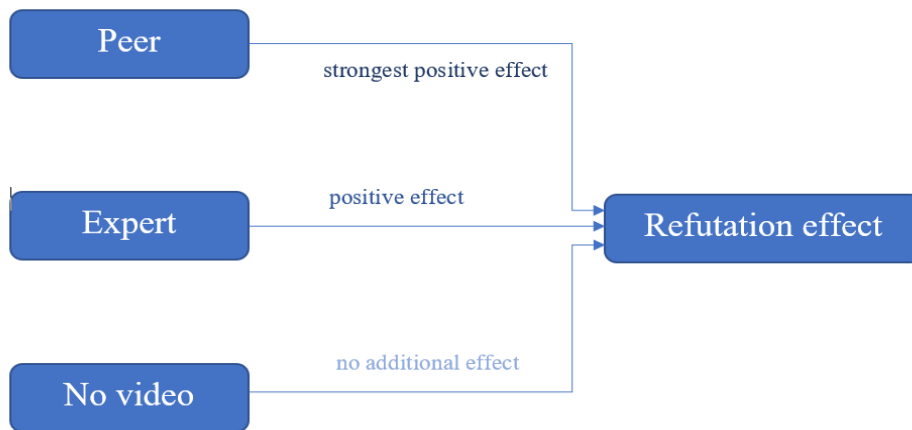 Peer
strongest positive effect
Expert
positive effect
Refutation effect
No video
no additional effect